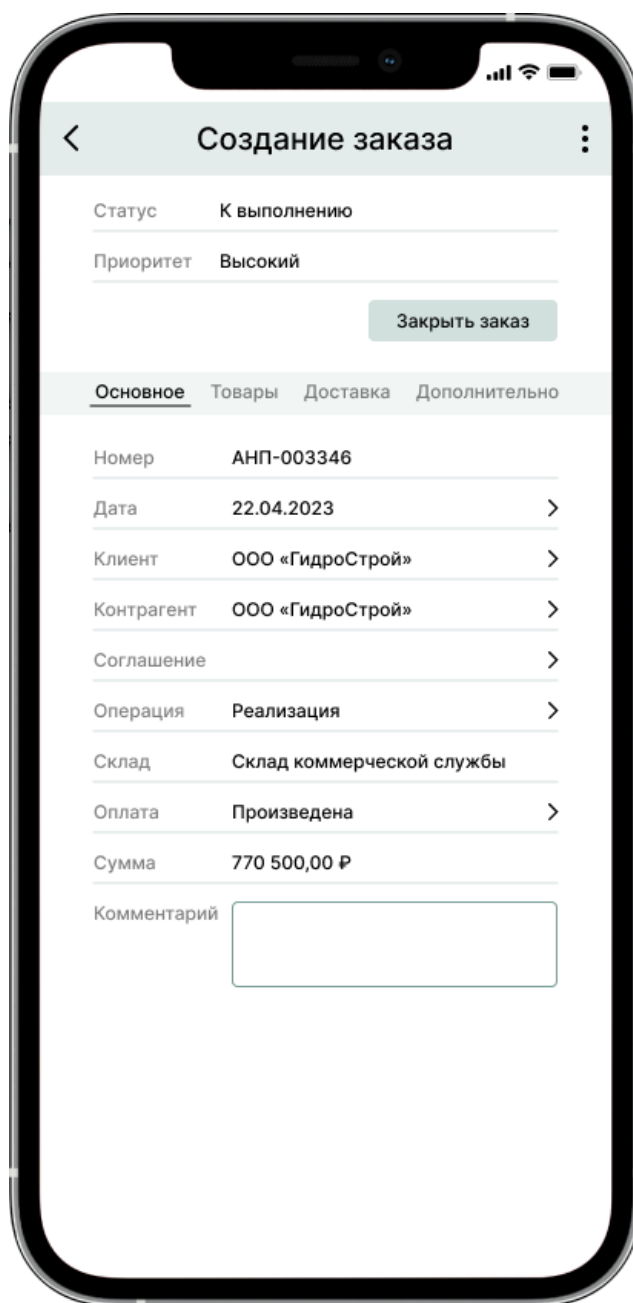 Создание заказа
Статус К выполнению
Приоритет Высокий
Закрыть заказ
Основное Товары Доставка Дополнительно
Номер АНП-003346
Дата 22.04.2023
Клиент ООО «ГидроСтрой»
Контрагент ООО «ГидроСтрой»
Соглашение
Операция Реализация
Склад Склад коммерческой службы
Оплата Произведена
Сумма 770 500,00 ₽
Комментарий